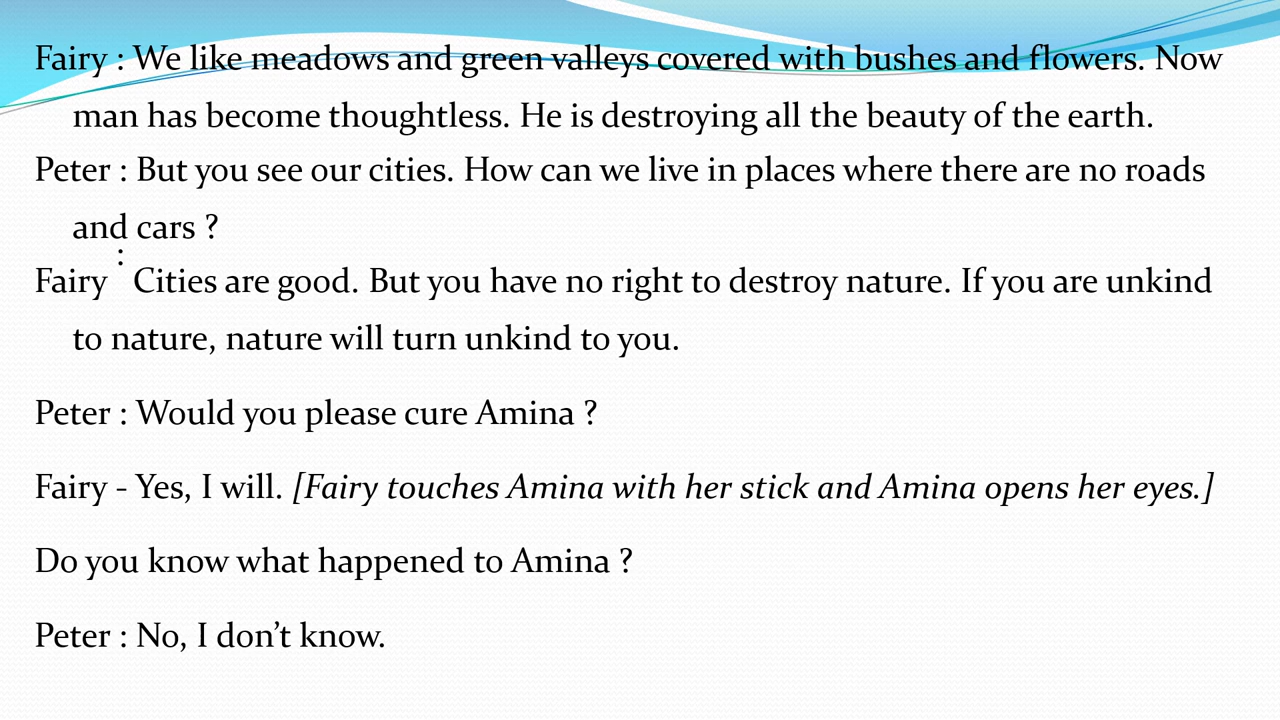 Fairy : We like meadows and green valleys covered with bushes and flowers. Now
man has become thoughtless. He is destroying all the beauty of the earth.
Peter : But you see our cities. How can we live in places where there are no roads
and cars ?
Fairy : Cities are good. But you have no right to destroy nature. If you are unkind
to nature, nature will turn unkind to you.
Peter : Would you please cure Amina ?
Fairy - Yes, I will. [Fairy touches Amina with her stick and Amina opens her eyes.]
Do you know what happened to Amina ?
Peter : No, I don’t know.